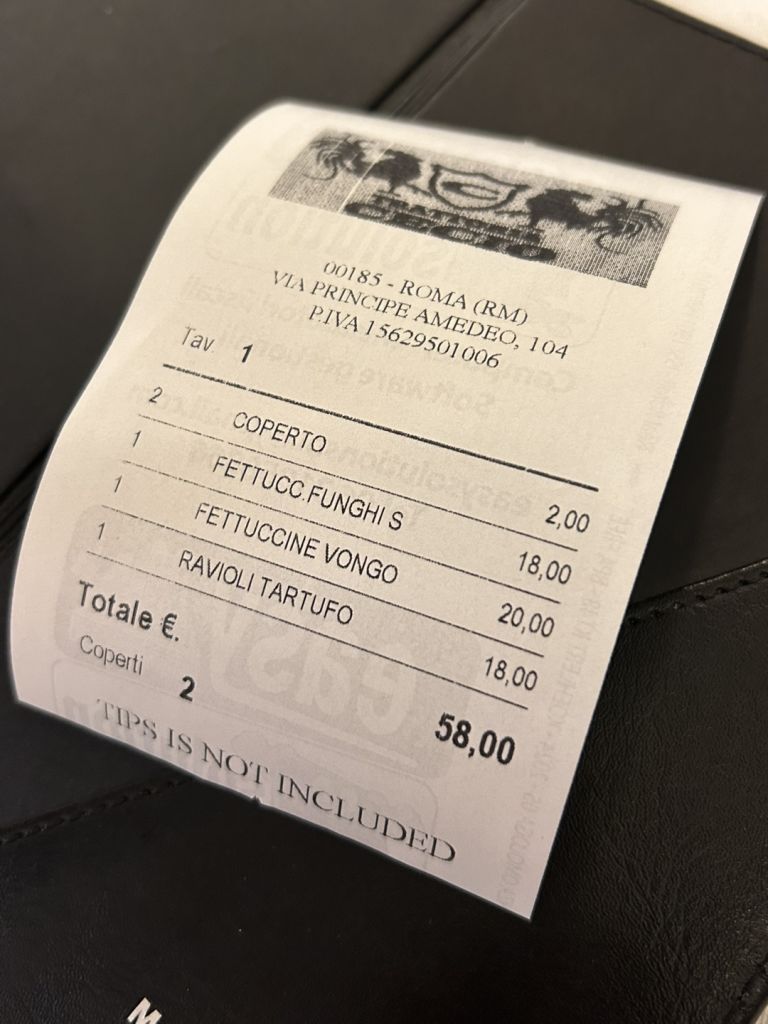 TRATTORIA
CECIO
00185 - ROMA (RM)
VIA PRINCIPE AMEDEO, 104
P.IVA 15629501006
Tav. 1
2 COPERTO 2,00
1 FETTUCC.FUNGHI S 18,00
1 FETTUCCINE VONGO 20,00
1 RAVIOLI TARTUFO 18,00
Totale €. 58,00
Coperti 2
TIPS IS NOT INCLUDED
M